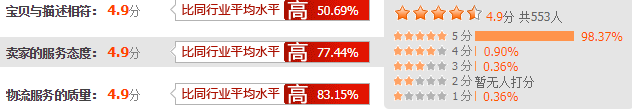 宝贝与描述相符： 4.9分 比同行业平均水平 高 50.69%
卖家的服务态度： 4.9分 比同行业平均水平 高 77.44%
物流服务的质量： 4.9分 比同行业平均水平 高 83.15%
4.9分 共553人
5 分 98.37%
4 分 0.90%
3 分 0.36%
2 分 暂无人打分
1 分 0.36%